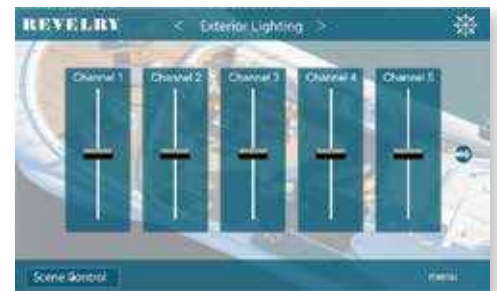 REVELRY
< Exterior Lighting >
Channel 1 Channel 2 Channel 3 Channel 4 Channel 5
Scene Control
menu